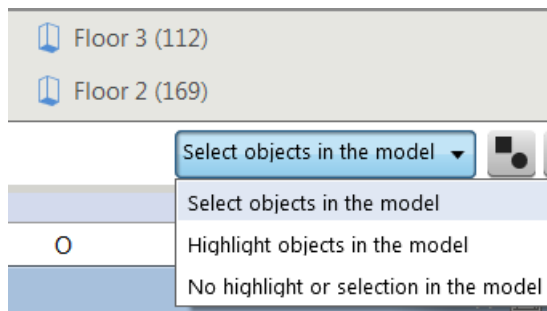 Floor 3 (112)
Floor 2 (169)
Select objects in the model
Select objects in the model
O
Highlight objects in the model
No highlight or selection in the model